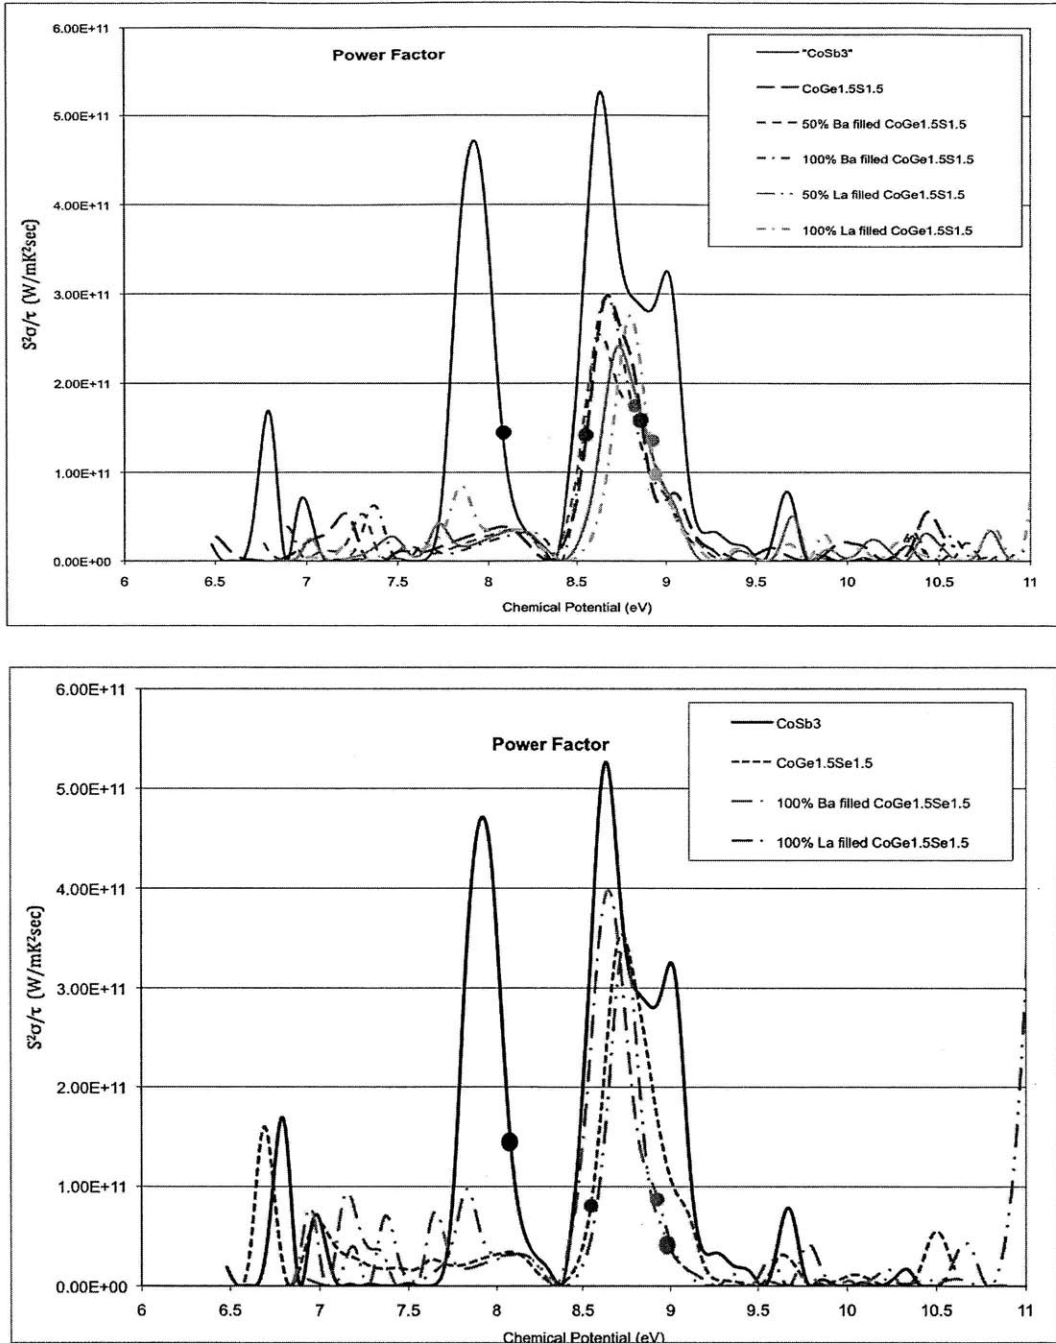 6.00E+11
Power Factor
"CoSb3"
CoGe1.5S1.5
50% Ba filled CoGe1.5S1.5
100% Ba filled CoGe1.5S1.5
50% La filled CoGe1.5S1.5
100% La filled CoGe1.5S1.5
5.00E+11
4.00E+11
3.00E+11
2.00E+11
1.00E+11
0.00E+00
S²σ/τ (W/mK²sec)
6 6.5 7 7.5 8 8.5 9 9.5 10 10.5 11
Chemical Potential (eV)
6.00E+11
Power Factor
CoSb3
CoGe1.5Se1.5
100% Ba filled CoGe1.5Se1.5
100% La filled CoGe1.5Se1.5
5.00E+11
4.00E+11
3.00E+11
2.00E+11
1.00E+11
0.00E+00
S²σ/τ (W/mK²sec)
6 6.5 7 7.5 8 8.5 9 9.5 10 10.5 11
Chemical Potential (eV)